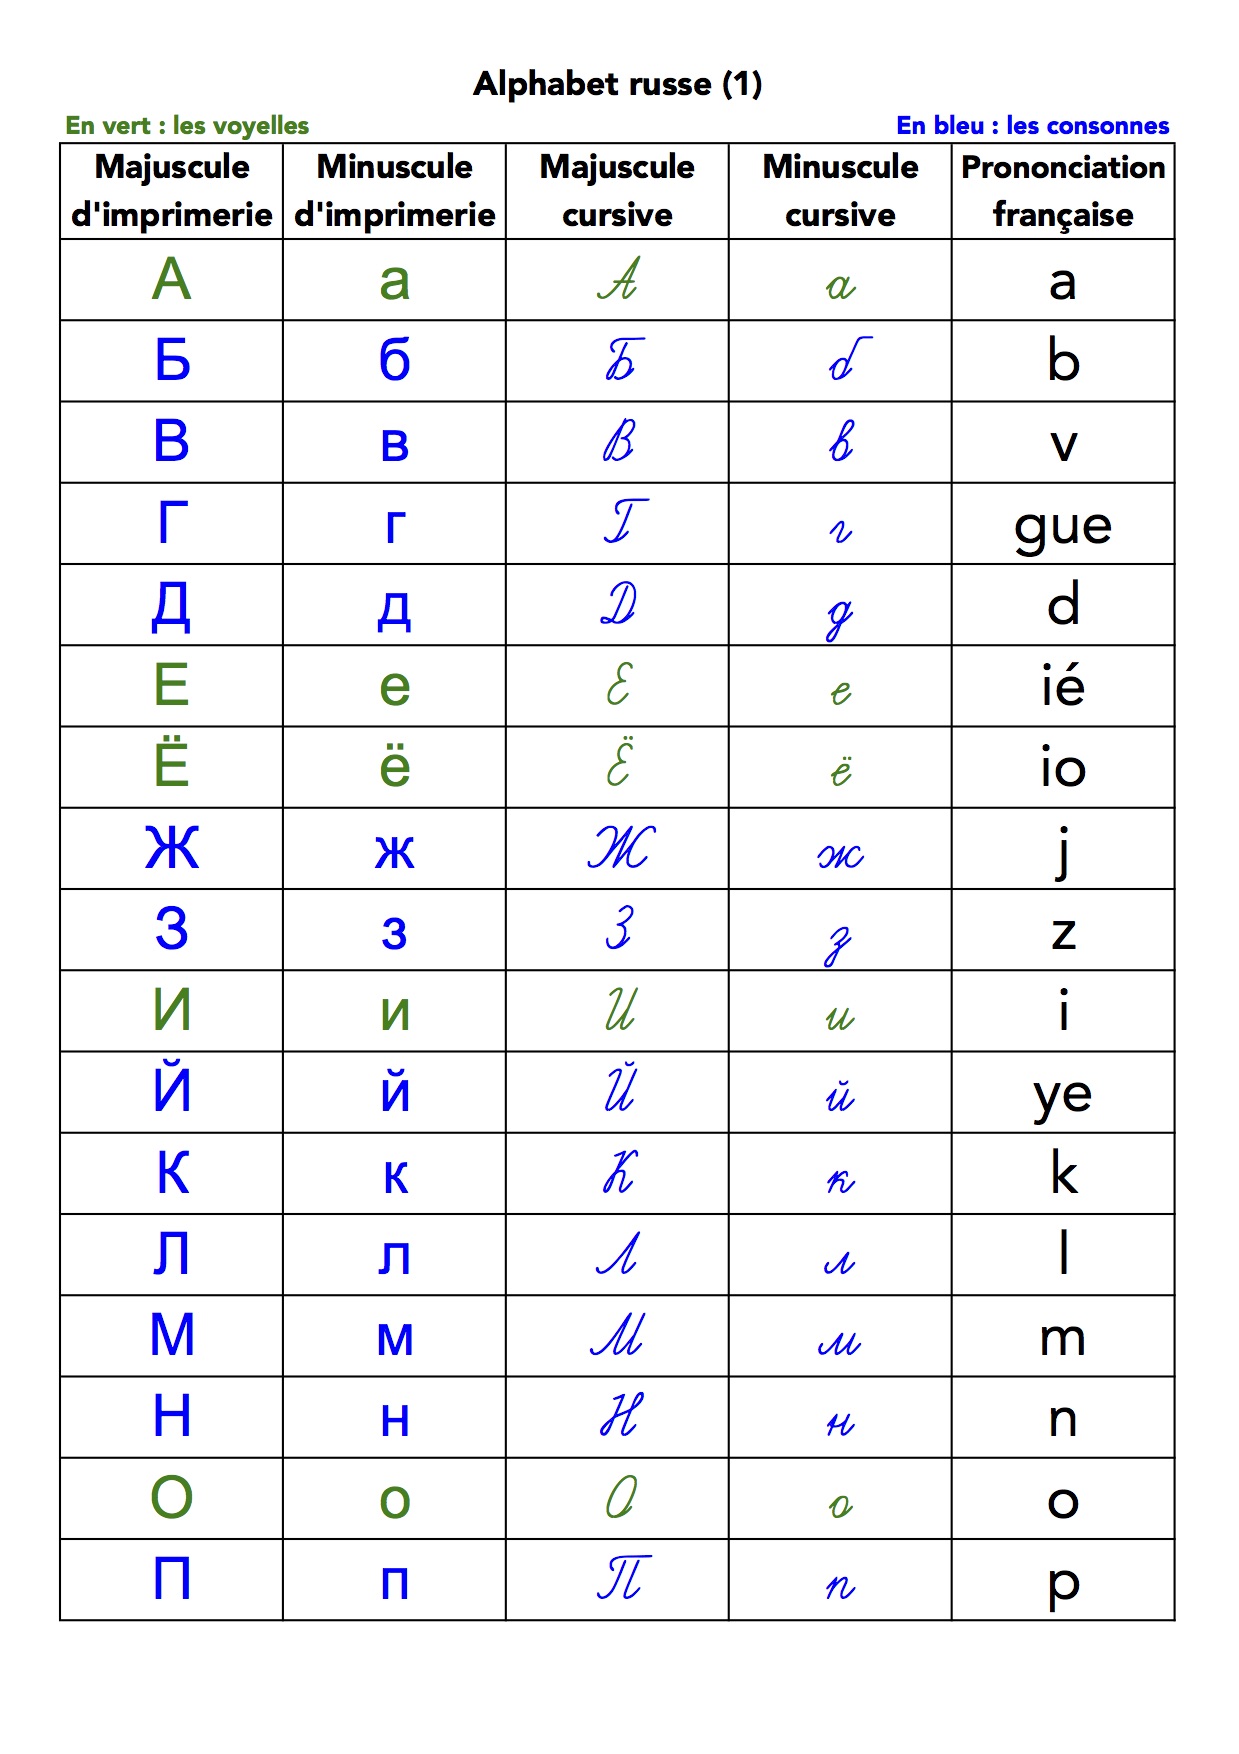 Alphabet russe (1)
En vert : les voyelles En bleu : les consonnes
Majuscule d'imprimerie Minuscule d'imprimerie Majuscule cursive Minuscule cursive Prononciation française
А а А а a
Б б Б б b
В в В в v
Г г Г г gue
Д д Д д d
Е е Е е ié
Ё ё Ё ё io
Ж ж Ж ж j
З з З з z
И и И и i
Й й Й й ye
К к К к k
Л л Л л l
М м М м m
Н н Н н n
О о О о o
П п П п p